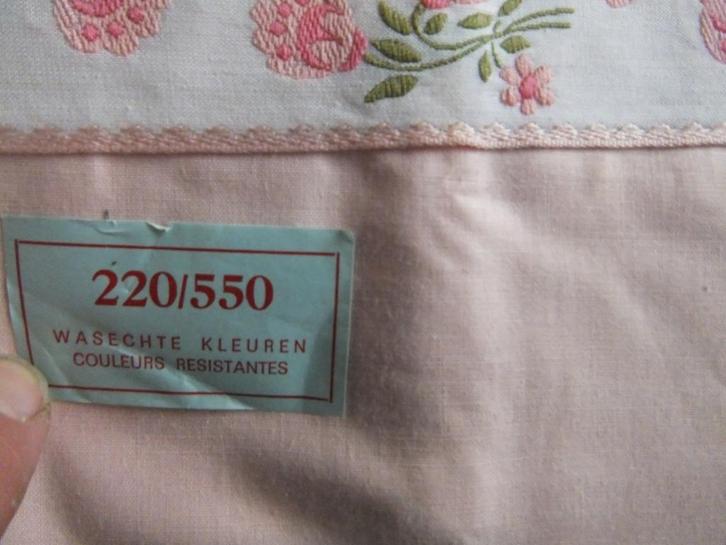 220/550
WASECHTE KLEUREN
COULEURS RESISTANTES